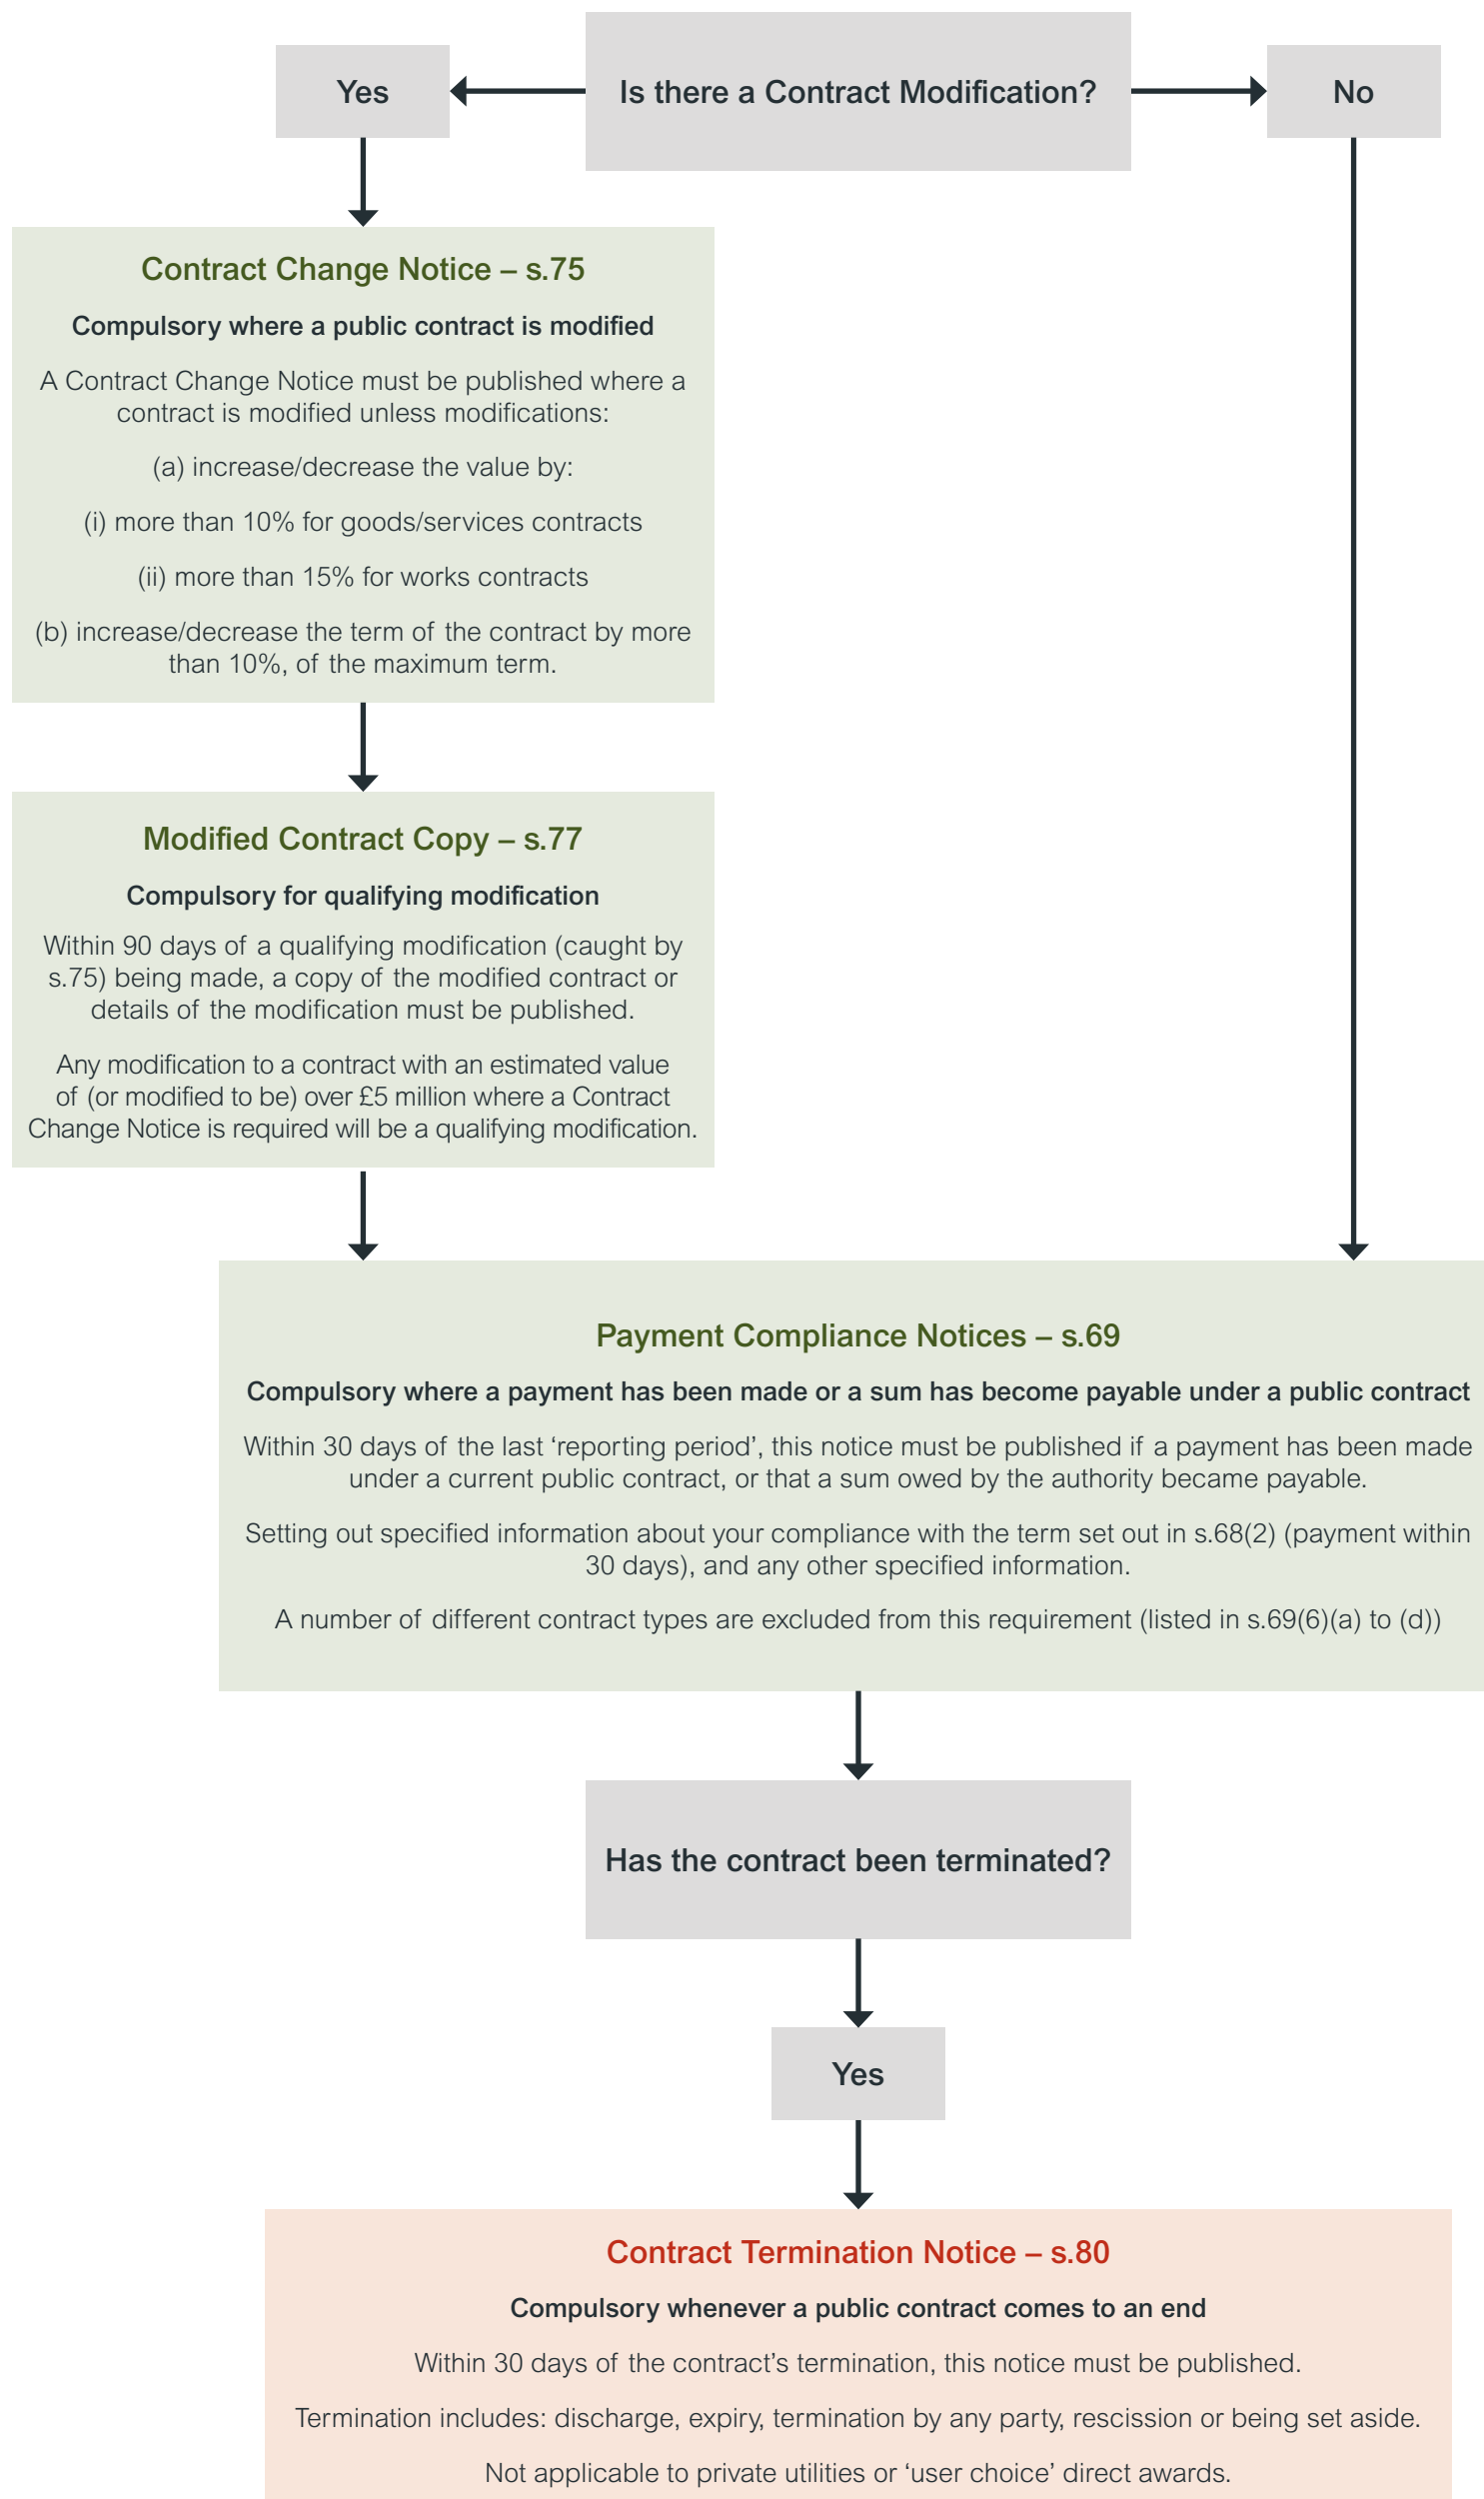 Yes
Is there a Contract Modification?
No
Contract Change Notice – s.75
Compulsory where a public contract is modified
A Contract Change Notice must be published where a
contract is modified unless modifications:
(a) increase/decrease the value by:
(i) more than 10% for goods/services contracts
(ii) more than 15% for works contracts
(b) increase/decrease the term of the contract by more
than 10%, of the maximum term.
Modified Contract Copy – s.77
Compulsory for qualifying modification
Within 90 days of a qualifying modification (caught by
s.75) being made, a copy of the modified contract or
details of the modification must be published.
Any modification to a contract with an estimated value
of (or modified to be) over £5 million where a Contract
Change Notice is required will be a qualifying modification.
Payment Compliance Notices – s.69
Compulsory where a payment has been made or a sum has become payable under a public contract
Within 30 days of the last ‘reporting period’, this notice must be published if a payment has been made
under a current public contract, or that a sum owed by the authority became payable.
Setting out specified information about your compliance with the term set out in s.68(2) (payment within
30 days), and any other specified information.
A number of different contract types are excluded from this requirement (listed in s.69(6)(a) to (d))
Has the contract been terminated?
Yes
Contract Termination Notice – s.80
Compulsory whenever a public contract comes to an end
Within 30 days of the contract’s termination, this notice must be published.
Termination includes: discharge, expiry, termination by any party, rescission or being set aside.
Not applicable to private utilities or ‘user choice’ direct awards.